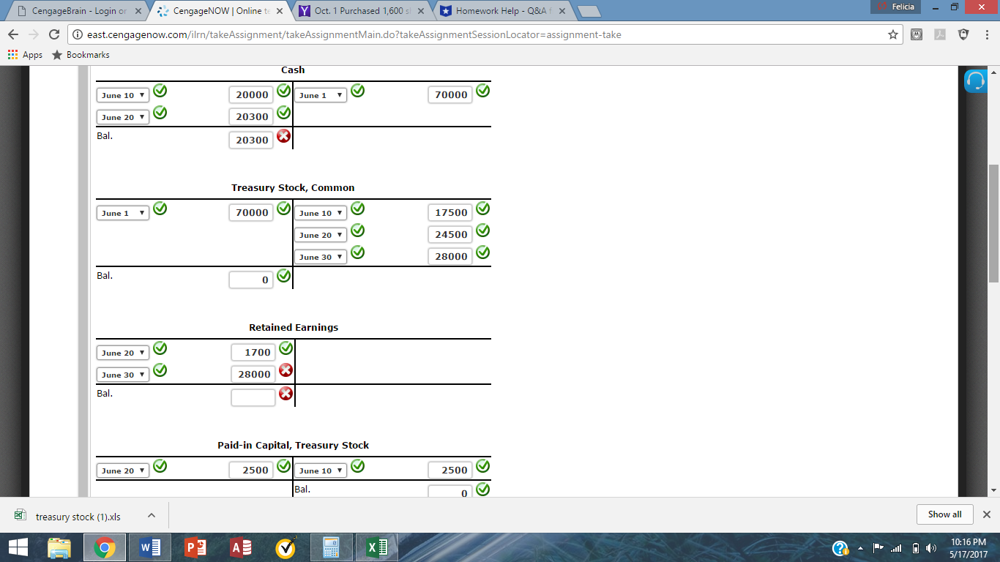 CengageBrain - Login or
CengageNOW | Online te
Oct. 1 Purchased 1,600 s
Homework Help - Q&A f
Felicia
east.cengagenow.com/ilrn/takeAssignment/takeAssignmentMain.do?takeAssignmentSessionLocator=assignment-take
Apps Bookmarks
Cash
June 10 20000 June 1 70000
June 20 20300
Bal. 20300
Treasury Stock, Common
June 1 70000 June 10 17500
June 20 24500
June 30 28000
Bal. 0
Retained Earnings
June 20 1700
June 30 28000
Bal.
Paid-in Capital, Treasury Stock
June 20 2500 June 10 2500
Bal. 0
treasury stock (1).xls
Show all
10:16 PM
5/17/2017